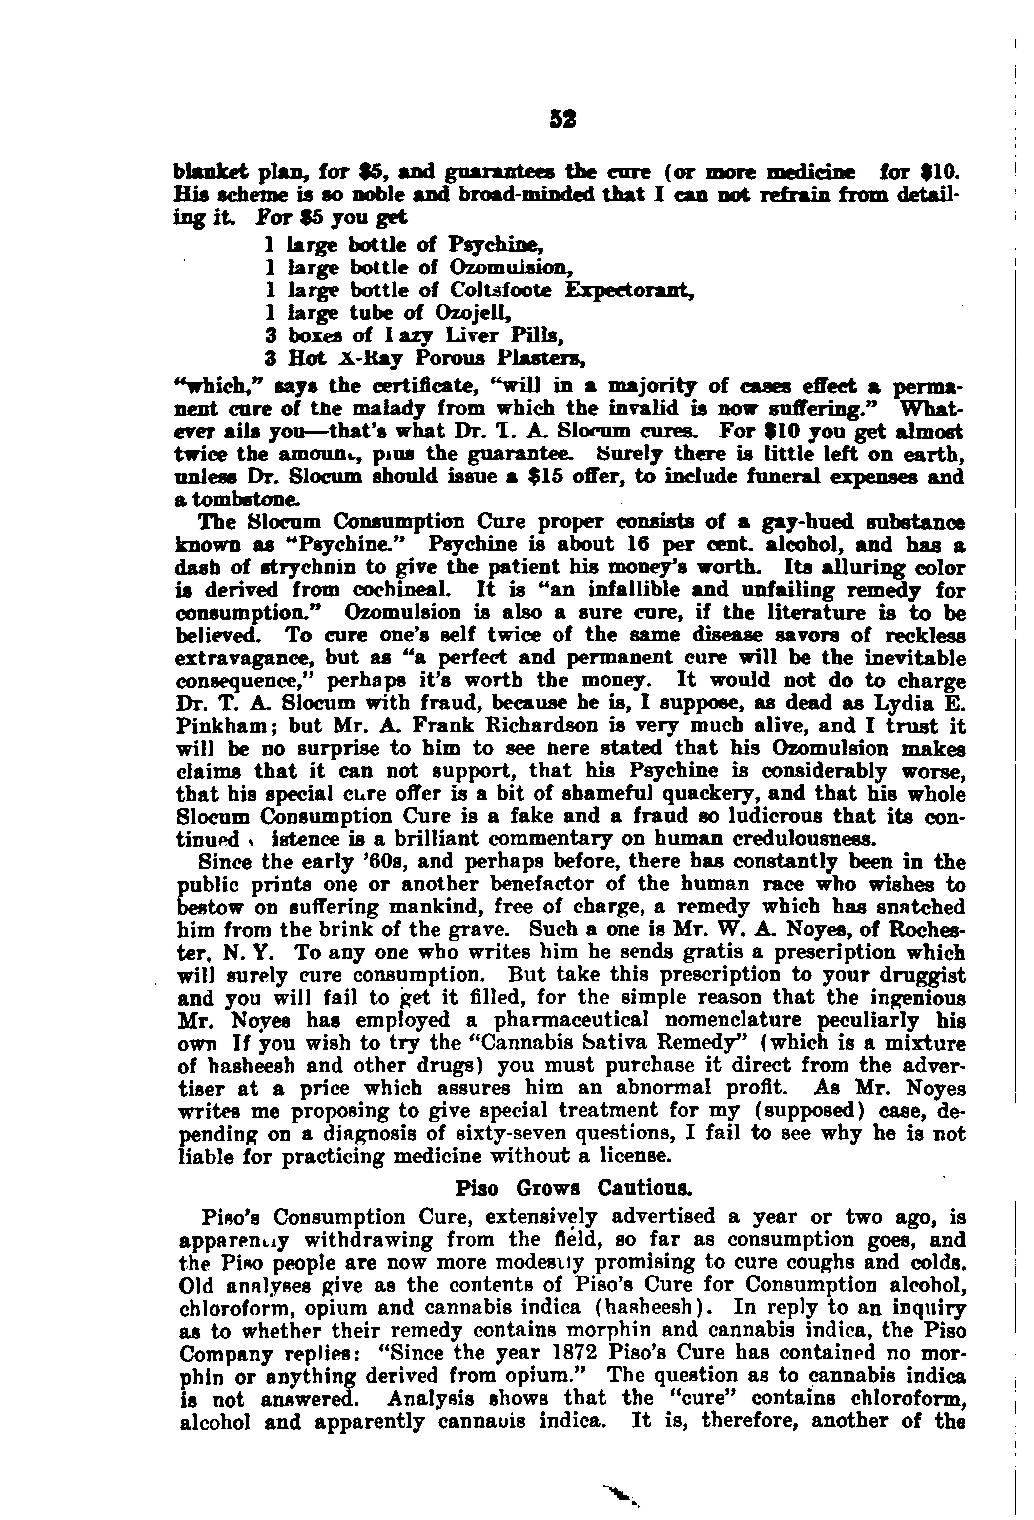 52
blanket plan, for $5, and guarantees the cure (or more medicine for $10.
His scheme is so noble and broad-minded that I can not refrain from detail-
ing it. For $5 you get
1 large bottle of Psychine,
1 large bottle of Ozomulsion,
1 large bottle of Coltsfoote Expectorant,
1 large tube of Ozojell,
3 boxes of Lazy Liver Pills,
3 Hot X-Ray Porous Plasters,
“which,” says the certificate, “will in a majority of cases effect a perma-
nent cure of the malady from which the invalid is now suffering.” What-
ever ails you—that's what Dr. T. A. Slocum cures. For $10 you get almost
twice the amount, plus the guarantee. Surely there is little left on earth,
unless Dr. Slocum should issue a $15 offer, to include funeral expenses and
a tombstone.
The Slocum Consumption Cure proper consists of a gay-hued substance
known as “Psychine.” Psychine is about 16 per cent. alcohol, and has a
dash of strychnin to give the patient his money's worth. Its alluring color
is derived from cochineal. It is “an infallible and unfailing remedy for
consumption.” Ozomulsion is also a sure cure, if the literature is to be
believed. To cure one's self twice of the same disease savors of reckless
extravagance, but as “a perfect and permanent cure will be the inevitable
consequence,” perhaps it's worth the money. It would not do to charge
Dr. T. A. Slocum with fraud, because he is, I suppose, as dead as Lydia E.
Pinkham; but Mr. A. Frank Richardson is very much alive, and I trust it
will be no surprise to him to see here stated that his Ozomulsion makes
claims that it can not support, that his Psychine is considerably worse,
that his special cure offer is a bit of shameful quackery, and that his whole
Slocum Consumption Cure is a fake and a fraud so ludicrous that its con-
tinued istence is a brilliant commentary on human credulousness.
Since the early '60s, and perhaps before, there has constantly been in the
public prints one or another benefactor of the human race who wishes to
bestow on suffering mankind, free of charge, a remedy which has snatched
him from the brink of the grave. Such a one is Mr. W. A. Noyes, of Roches-
ter, N. Y. To any one who writes him he sends gratis a prescription which
will surely cure consumption. But take this prescription to your druggist
and you will fail to get it filled, for the simple reason that the ingenious
Mr. Noyes has employed a pharmaceutical nomenclature peculiarly his
own If you wish to try the “Cannabis Sativa Remedy” (which is a mixture
of hasheesh and other drugs) you must purchase it direct from the adver-
tiser at a price which assures him an abnormal profit. As Mr. Noyes
writes me proposing to give special treatment for my (supposed) case, de-
pending on a diagnosis of sixty-seven questions, I fail to see why he is not
liable for practicing medicine without a license.
Piso Grows Cautious.
Piso's Consumption Cure, extensively advertised a year or two ago, is
apparently withdrawing from the field, so far as consumption goes, and
the Piso people are now more modestly promising to cure coughs and colds.
Old analyses give as the contents of Piso's Cure for Consumption alcohol,
chloroform, opium and cannabis indica (hasheesh). In reply to an inquiry
as to whether their remedy contains morphin and cannabis indica, the Piso
Company replies: “Since the year 1872 Piso's Cure has contained no mor-
phin or anything derived from opium.” The question as to cannabis indica
is not answered. Analysis shows that the “cure” contains chloroform,
alcohol and apparently cannabis indica. It is, therefore, another of the